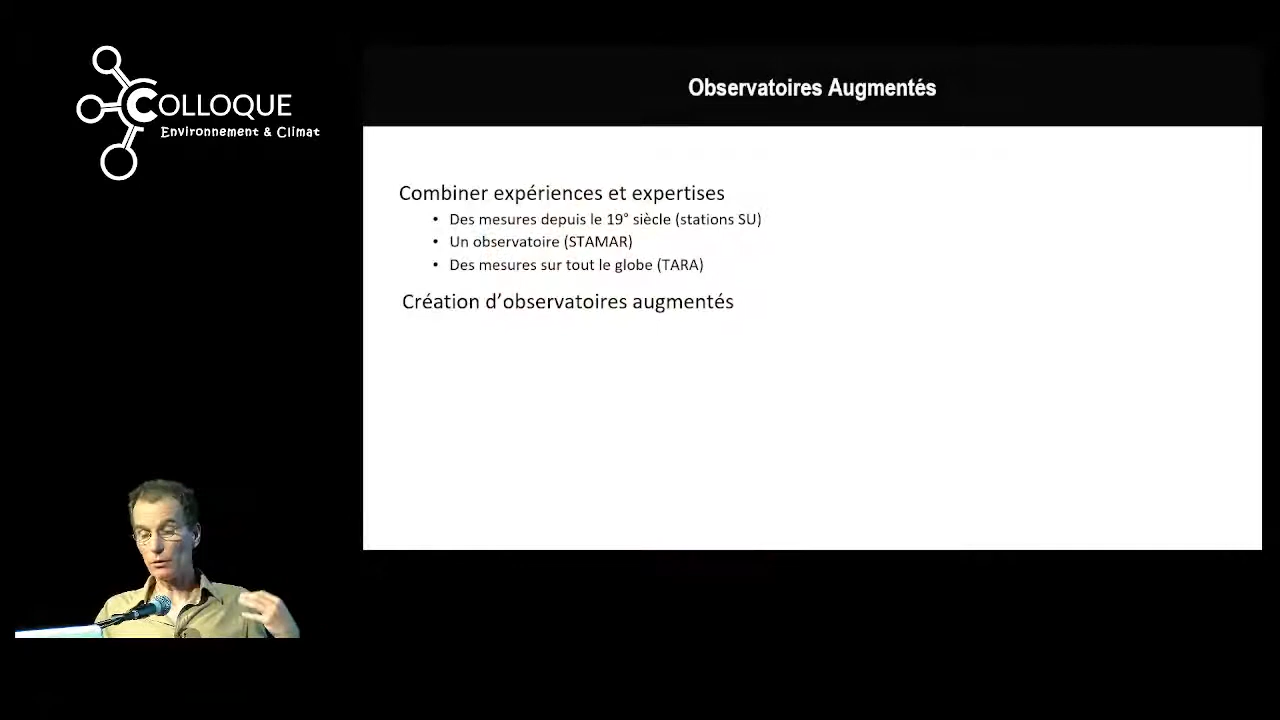 COLLOQUE
Environnement & Climat
Observatoires Augmentés
Combiner expériences et expertises
• Des mesures depuis le 19° siècle (stations SU)
• Un observatoire (STAMAR)
• Des mesures sur tout le globe (TARA)
Création d’observatoires augmentés